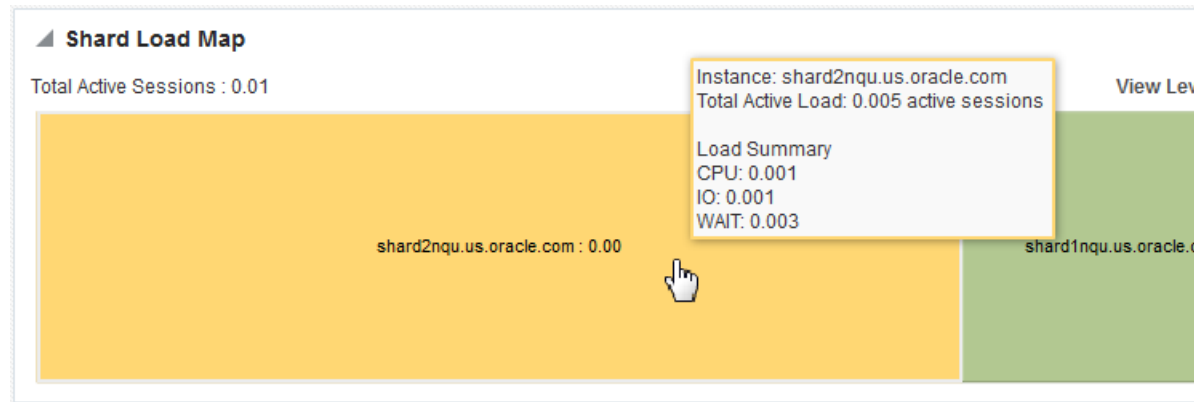 Shard Load Map
Total Active Sessions : 0.01
Instance: shard2nqu.us.oracle.com
Total Active Load: 0.005 active sessions
Load Summary
CPU: 0.001
IO: 0.001
WAIT: 0.003
View Lev
shard2nqu.us.oracle.com : 0.00
shard1nqu.us.oracle.c